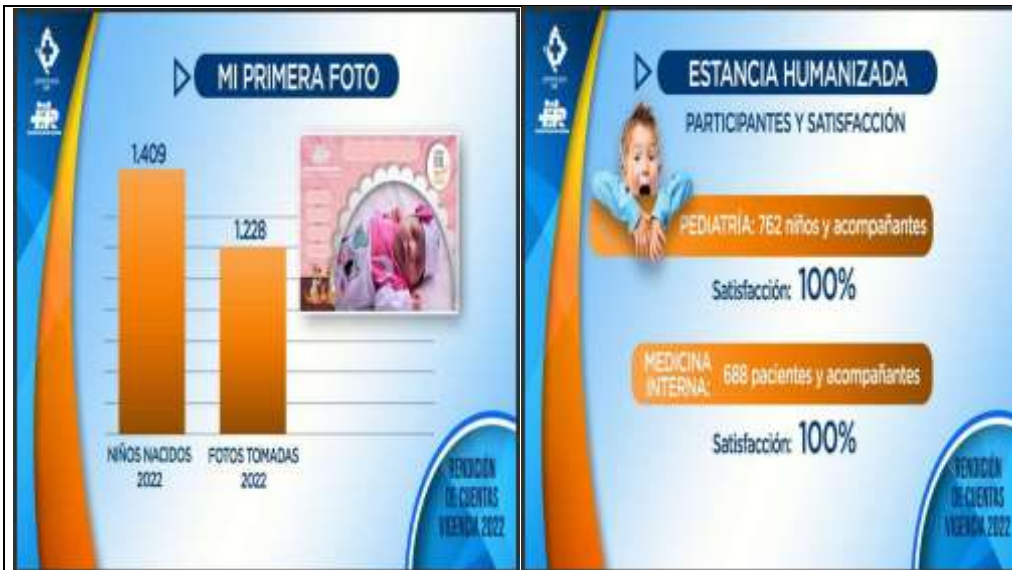 MI PRIMERA FOTO
1.409
1.228
NIÑOS NACIDOS
2022
FOTOS TOMADAS
2022
RENDICIÓN
DE CUENTAS
VIGENCIA 2022
ESTANCIA HUMANIZADA
PARTICIPANTES Y SATISFACCIÓN
PEDIATRÍA: 762 niños y acompañantes
Satisfacción: 100%
MEDICINA
INTERNA: 688 pacientes y acompañantes
Satisfacción: 100%
RENDICIÓN
DE CUENTAS
VIGENCIA 2022